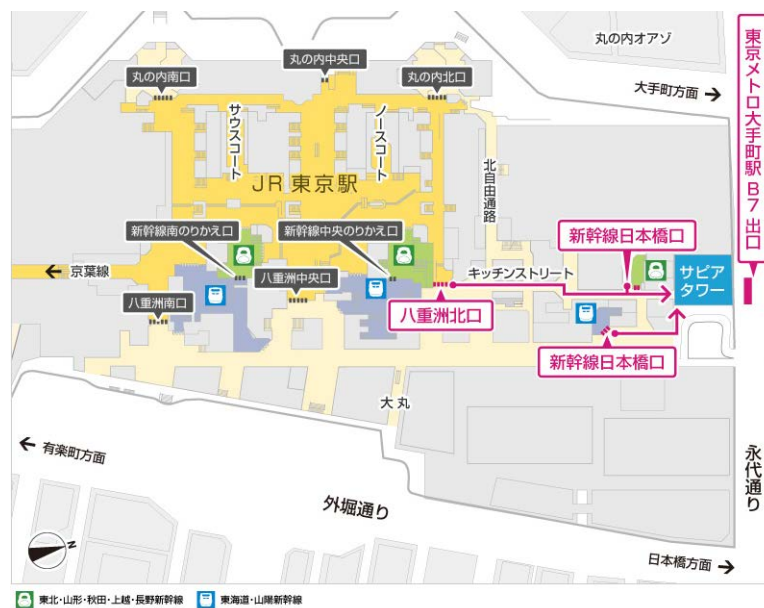 丸の内オアゾ
丸の内中央口
丸の内南口
丸の内北口
大手町方面
東京メトロ大手町駅B7出口
サウスコート
ノースコート
北自由通路
JR 東京駅
新幹線南のりかえ口
新幹線中央のりかえ口
新幹線日本橋口
京葉線
八重洲中央口
キッチンストリート
サピア
タワー
八重洲南口
八重洲北口
新幹線日本橋口
大丸
有楽町方面
永代通り
外堀通り
N
日本橋方面
東北・山形・秋田・上越・長野新幹線
東海道・山陽新幹線